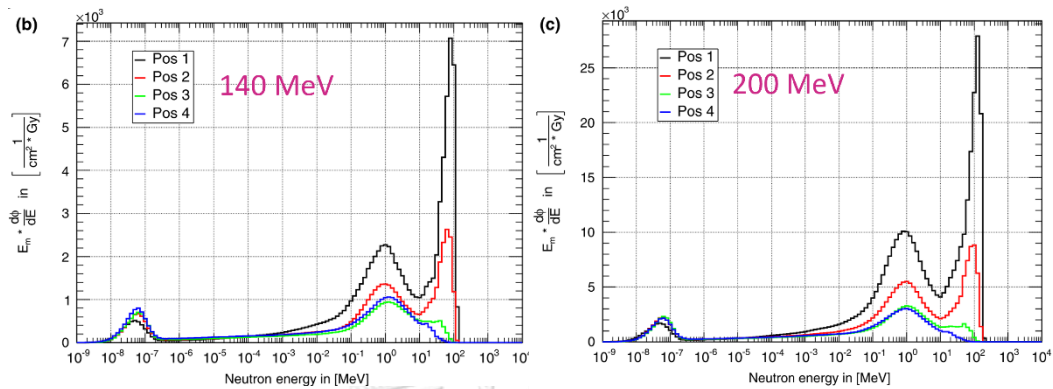 (b)
×10³
7
6
5
4
3
2
1
0
Pos 1
Pos 2
Pos 3
Pos 4
140 MeV
E_m * dϕ/dE in [1/(cm² * Gy)]
10⁻⁹ 10⁻⁸ 10⁻⁷ 10⁻⁶ 10⁻⁵ 10⁻⁴ 10⁻³ 10⁻² 10⁻¹ 10⁰ 10¹ 10² 10³
Neutron energy in [MeV]
(c)
×10³
25
20
15
10
5
0
Pos 1
Pos 2
Pos 3
Pos 4
200 MeV
E_m * dϕ/dE in [1/(cm² * Gy)]
10⁻⁹ 10⁻⁸ 10⁻⁷ 10⁻⁶ 10⁻⁵ 10⁻⁴ 10⁻³ 10⁻² 10⁻¹ 10⁰ 10¹ 10² 10³ 10⁴
Neutron energy in [MeV]